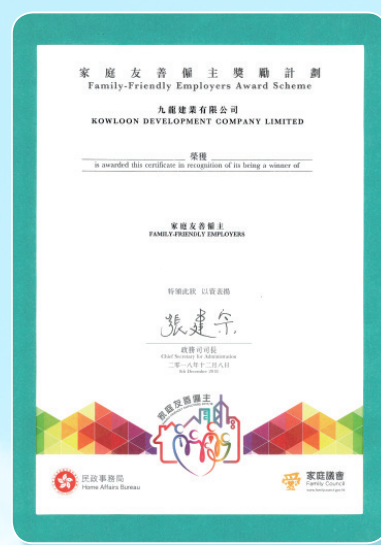 家庭友善僱主獎勵計劃
Family-Friendly Employers Award Scheme
九龍建業有限公司
KOWLOON DEVELOPMENT COMPANY LIMITED
榮獲
is awarded this certificate in recognition of its being a winner of
家庭友善僱主
FAMILY-FRIENDLY EMPLOYERS
特頒此狀 以資表揚
張建宗
政務司司長
Chief Secretary for Administration
二零一八年十二月八日
8th December 2018
家庭友善僱主
民政事務局
Home Affairs Bureau
家庭議會
Family Council